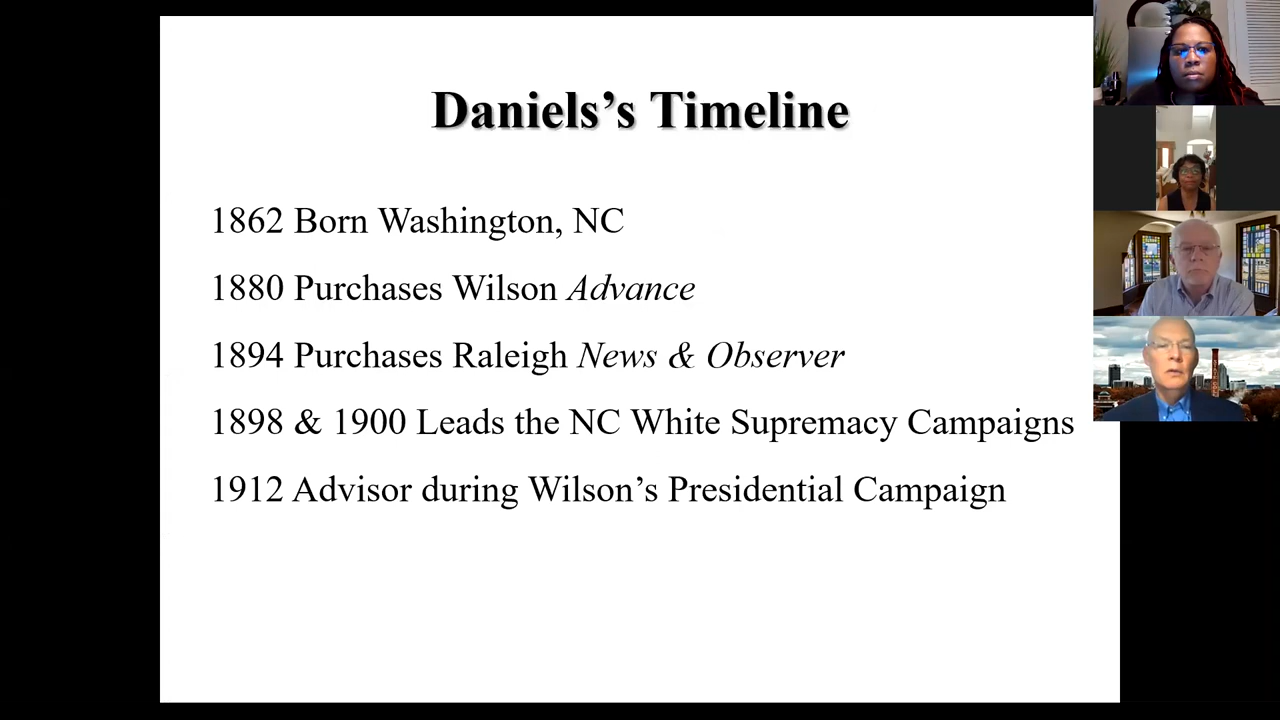 Daniels’s Timeline
1862 Born Washington, NC
1880 Purchases Wilson Advance
1894 Purchases Raleigh News & Observer
1898 & 1900 Leads the NC White Supremacy Campaigns
1912 Advisor during Wilson’s Presidential Campaign